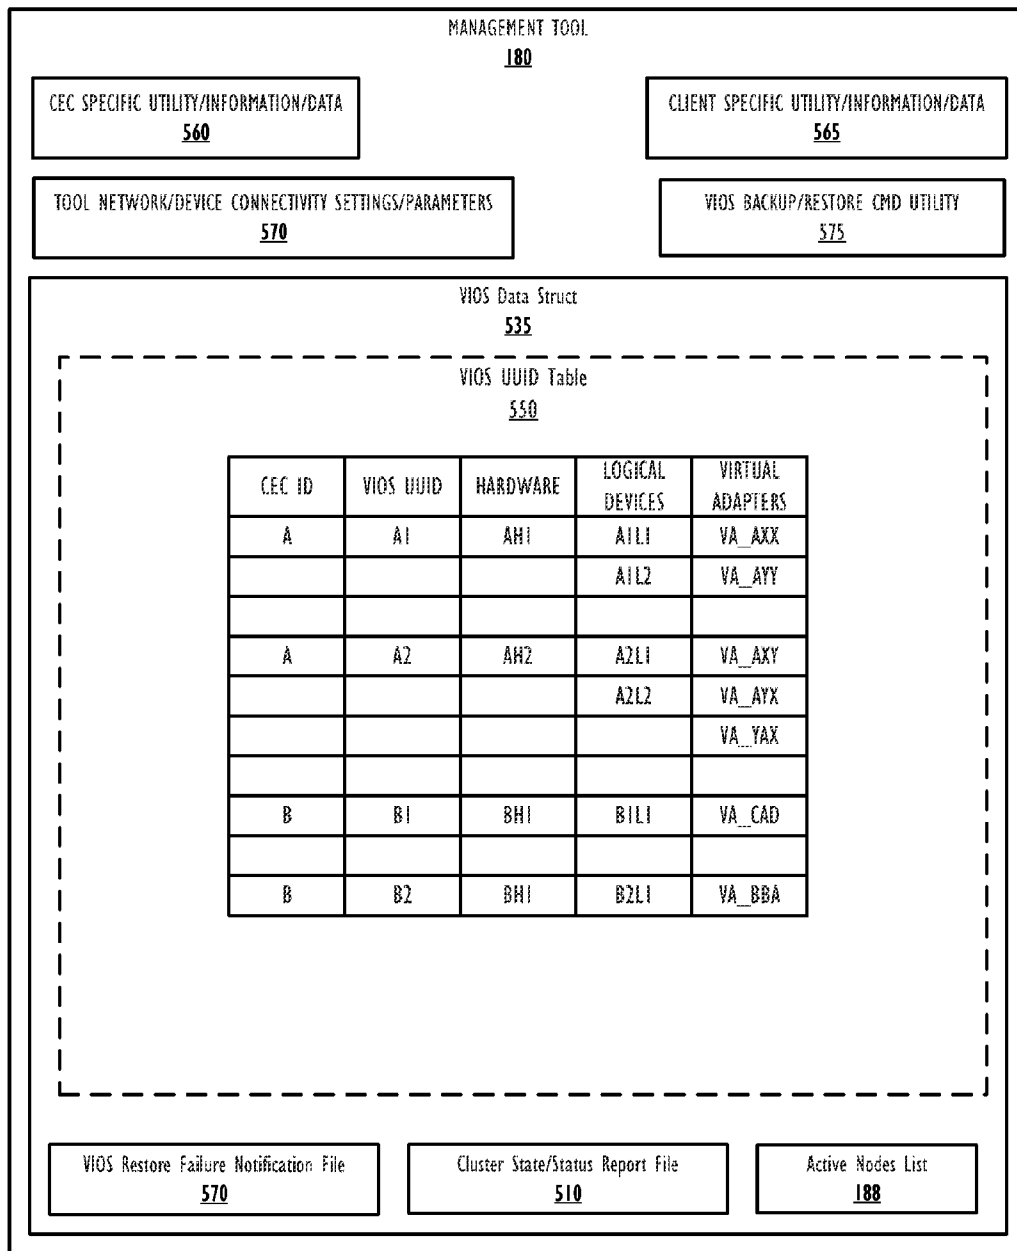 MANAGEMENT TOOL
180
CEC SPECIFIC UTILITY/INFORMATION/DATA
560
CLIENT SPECIFIC UTILITY/INFORMATION/DATA
565
TOOL NETWORK/DEVICE CONNECTIVITY SETTINGS/PARAMETERS
570
VIOS BACKUP/RESTORE CMD UTILITY
575
VIOS Data Struct
535
VIOS UUID Table
550
CEC ID VIOS UUID HARDWARE LOGICAL DEVICES VIRTUAL ADAPTERS
A A1 AH1 A1L1 VA_AXX
A1L2 VA_AYY
A A2 AH2 A2L1 VA_AXY
A2L2 VA_AYX
VA_YAX
B B1 BH1 B1L1 VA_CAD
B B2 BH1 B2L1 VA_BBA
VIOS Restore Failure Notification File
570
Cluster State/Status Report File
510
Active Nodes List
188